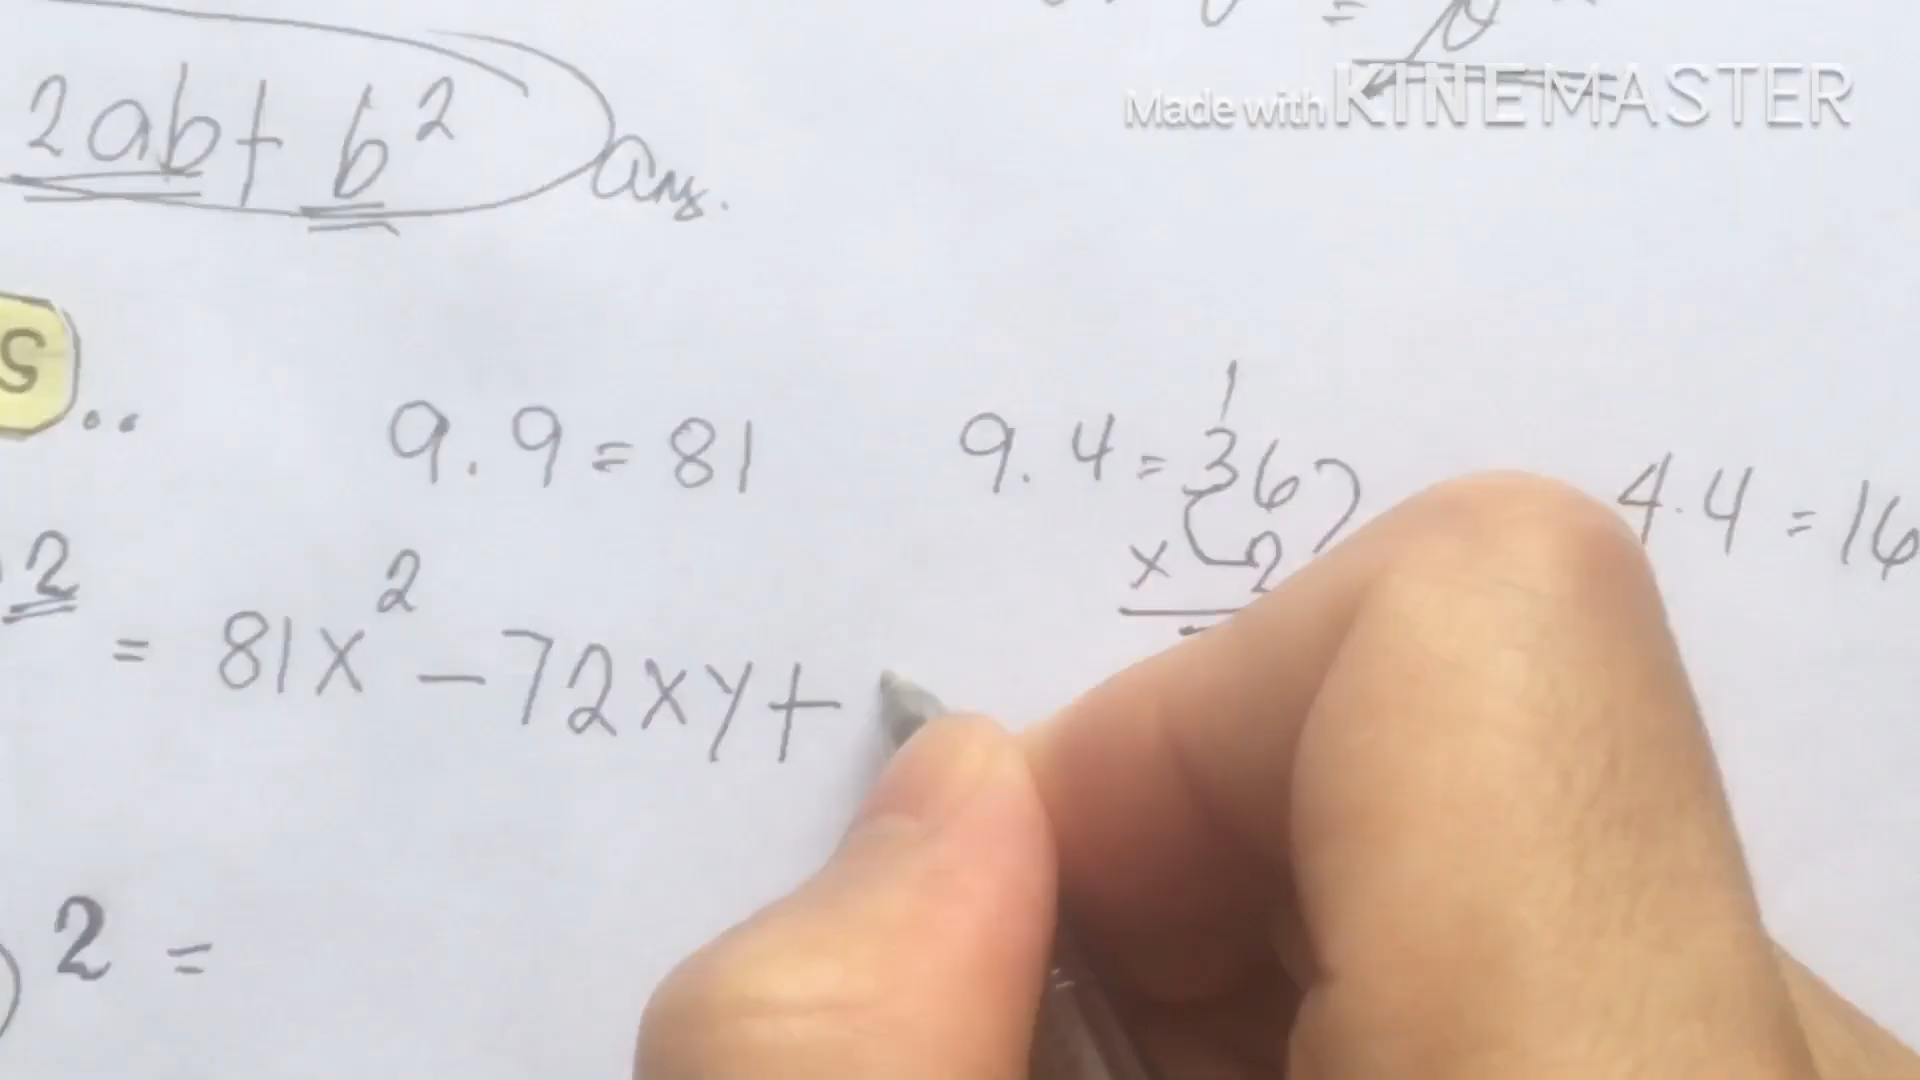 Made with KINEMASTER
2ab + b² ans.
S..
9.9=81
1
9.4=36
4.4=16
x 2
2 = 81x² - 72xy +
) 2 =